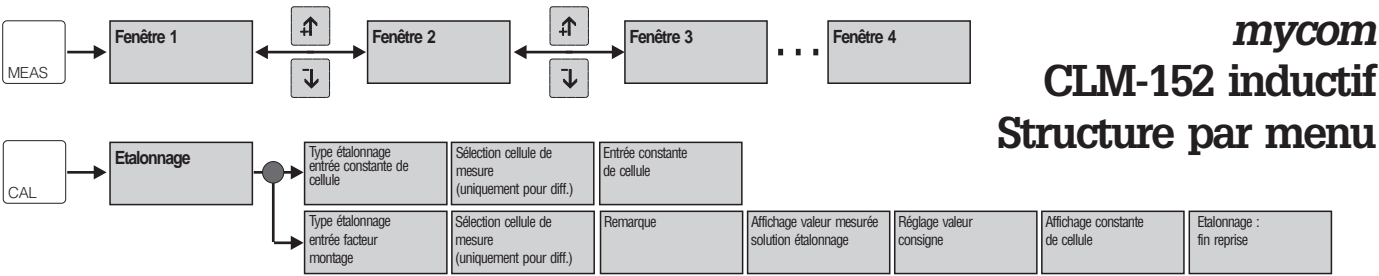 mycom
CLM-152 inductif
Structure par menu
MEAS
Fenêtre 1
Fenêtre 2
Fenêtre 3
...
Fenêtre 4
CAL
Etalonnage
Type étalonnage
entrée constante de
cellule
Sélection cellule de
mesure
(uniquement pour diff.)
Entrée constante
de cellule
Type étalonnage
entrée facteur
montage
Sélection cellule de
mesure
(uniquement pour diff.)
Remarque
Affichage valeur mesurée
solution étalonnage
Réglage valeur
consigne
Affichage constante
de cellule
Etalonnage :
fin reprise